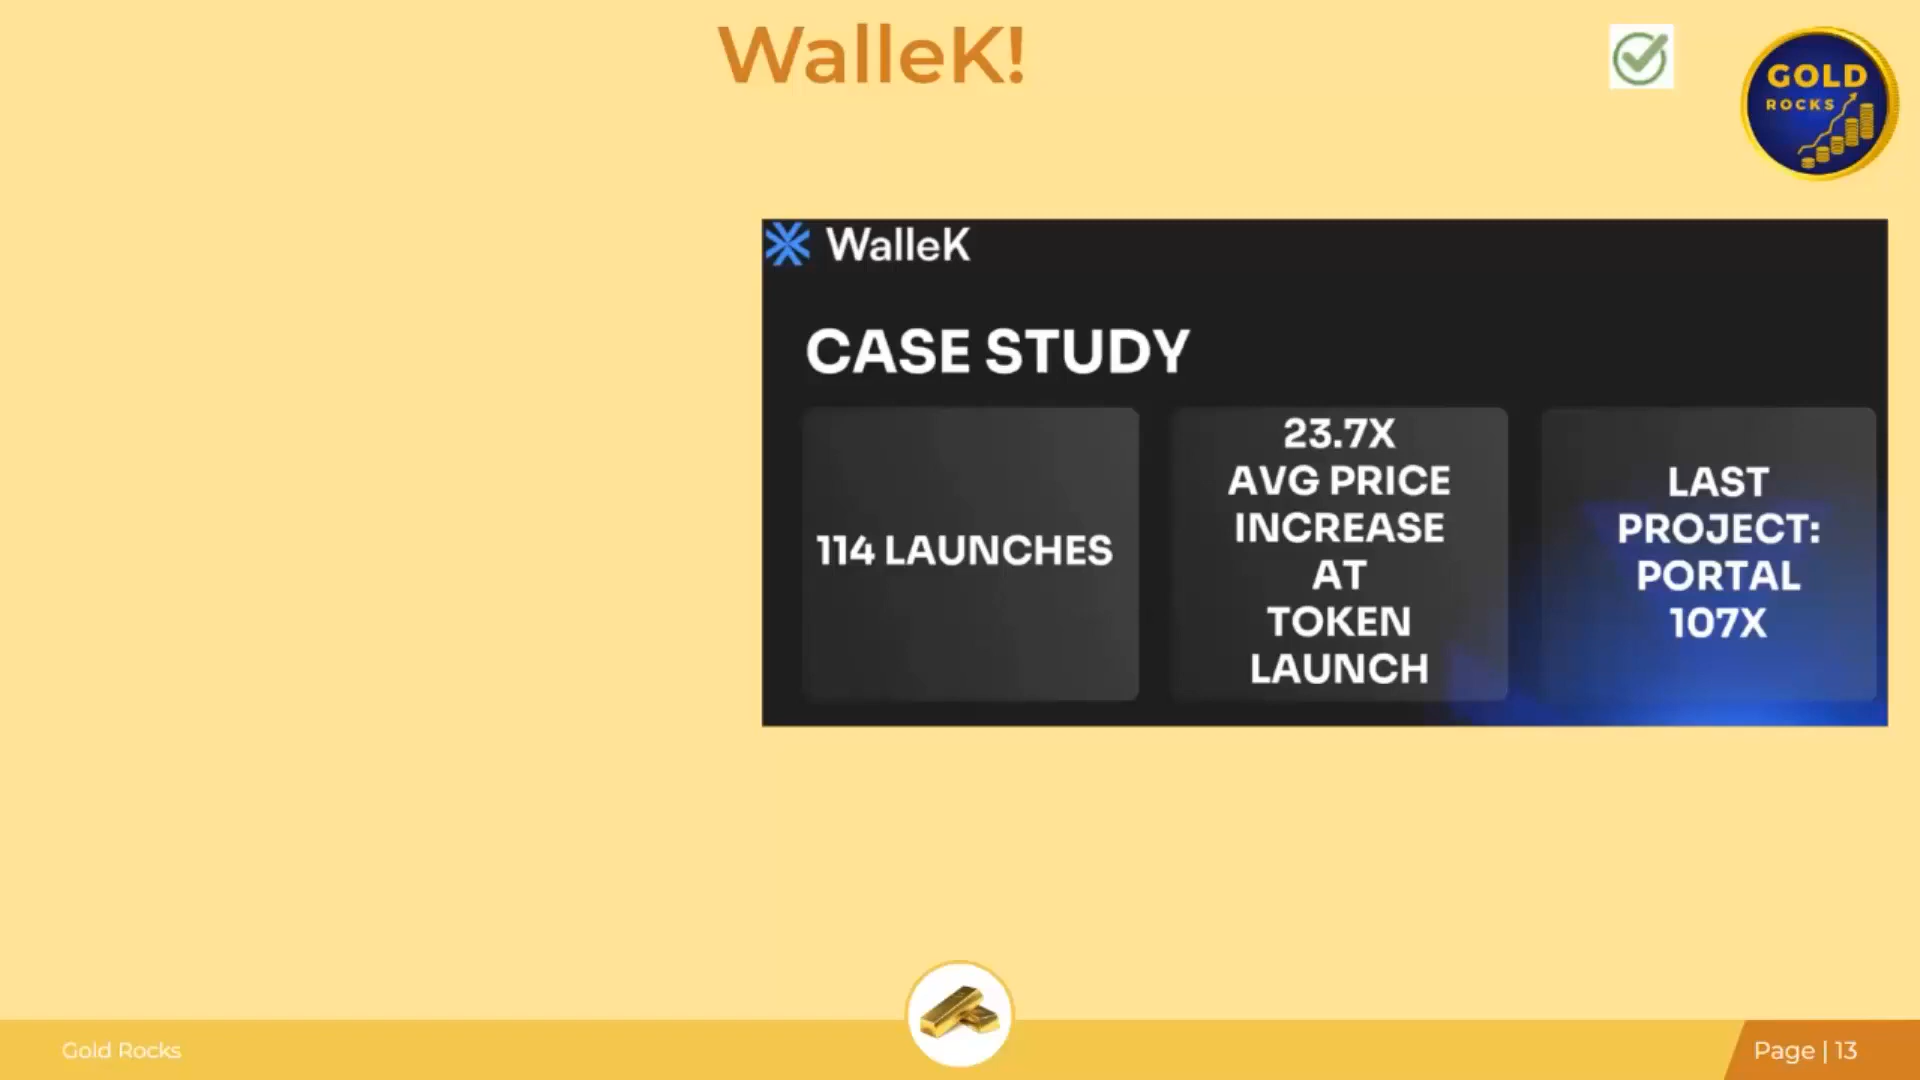 WalleK!
GOLD
ROCKS
WalleK
CASE STUDY
114 LAUNCHES
23.7X
AVG PRICE
INCREASE
AT
TOKEN
LAUNCH
LAST
PROJECT:
PORTAL
107X
Gold Rocks
Page | 13